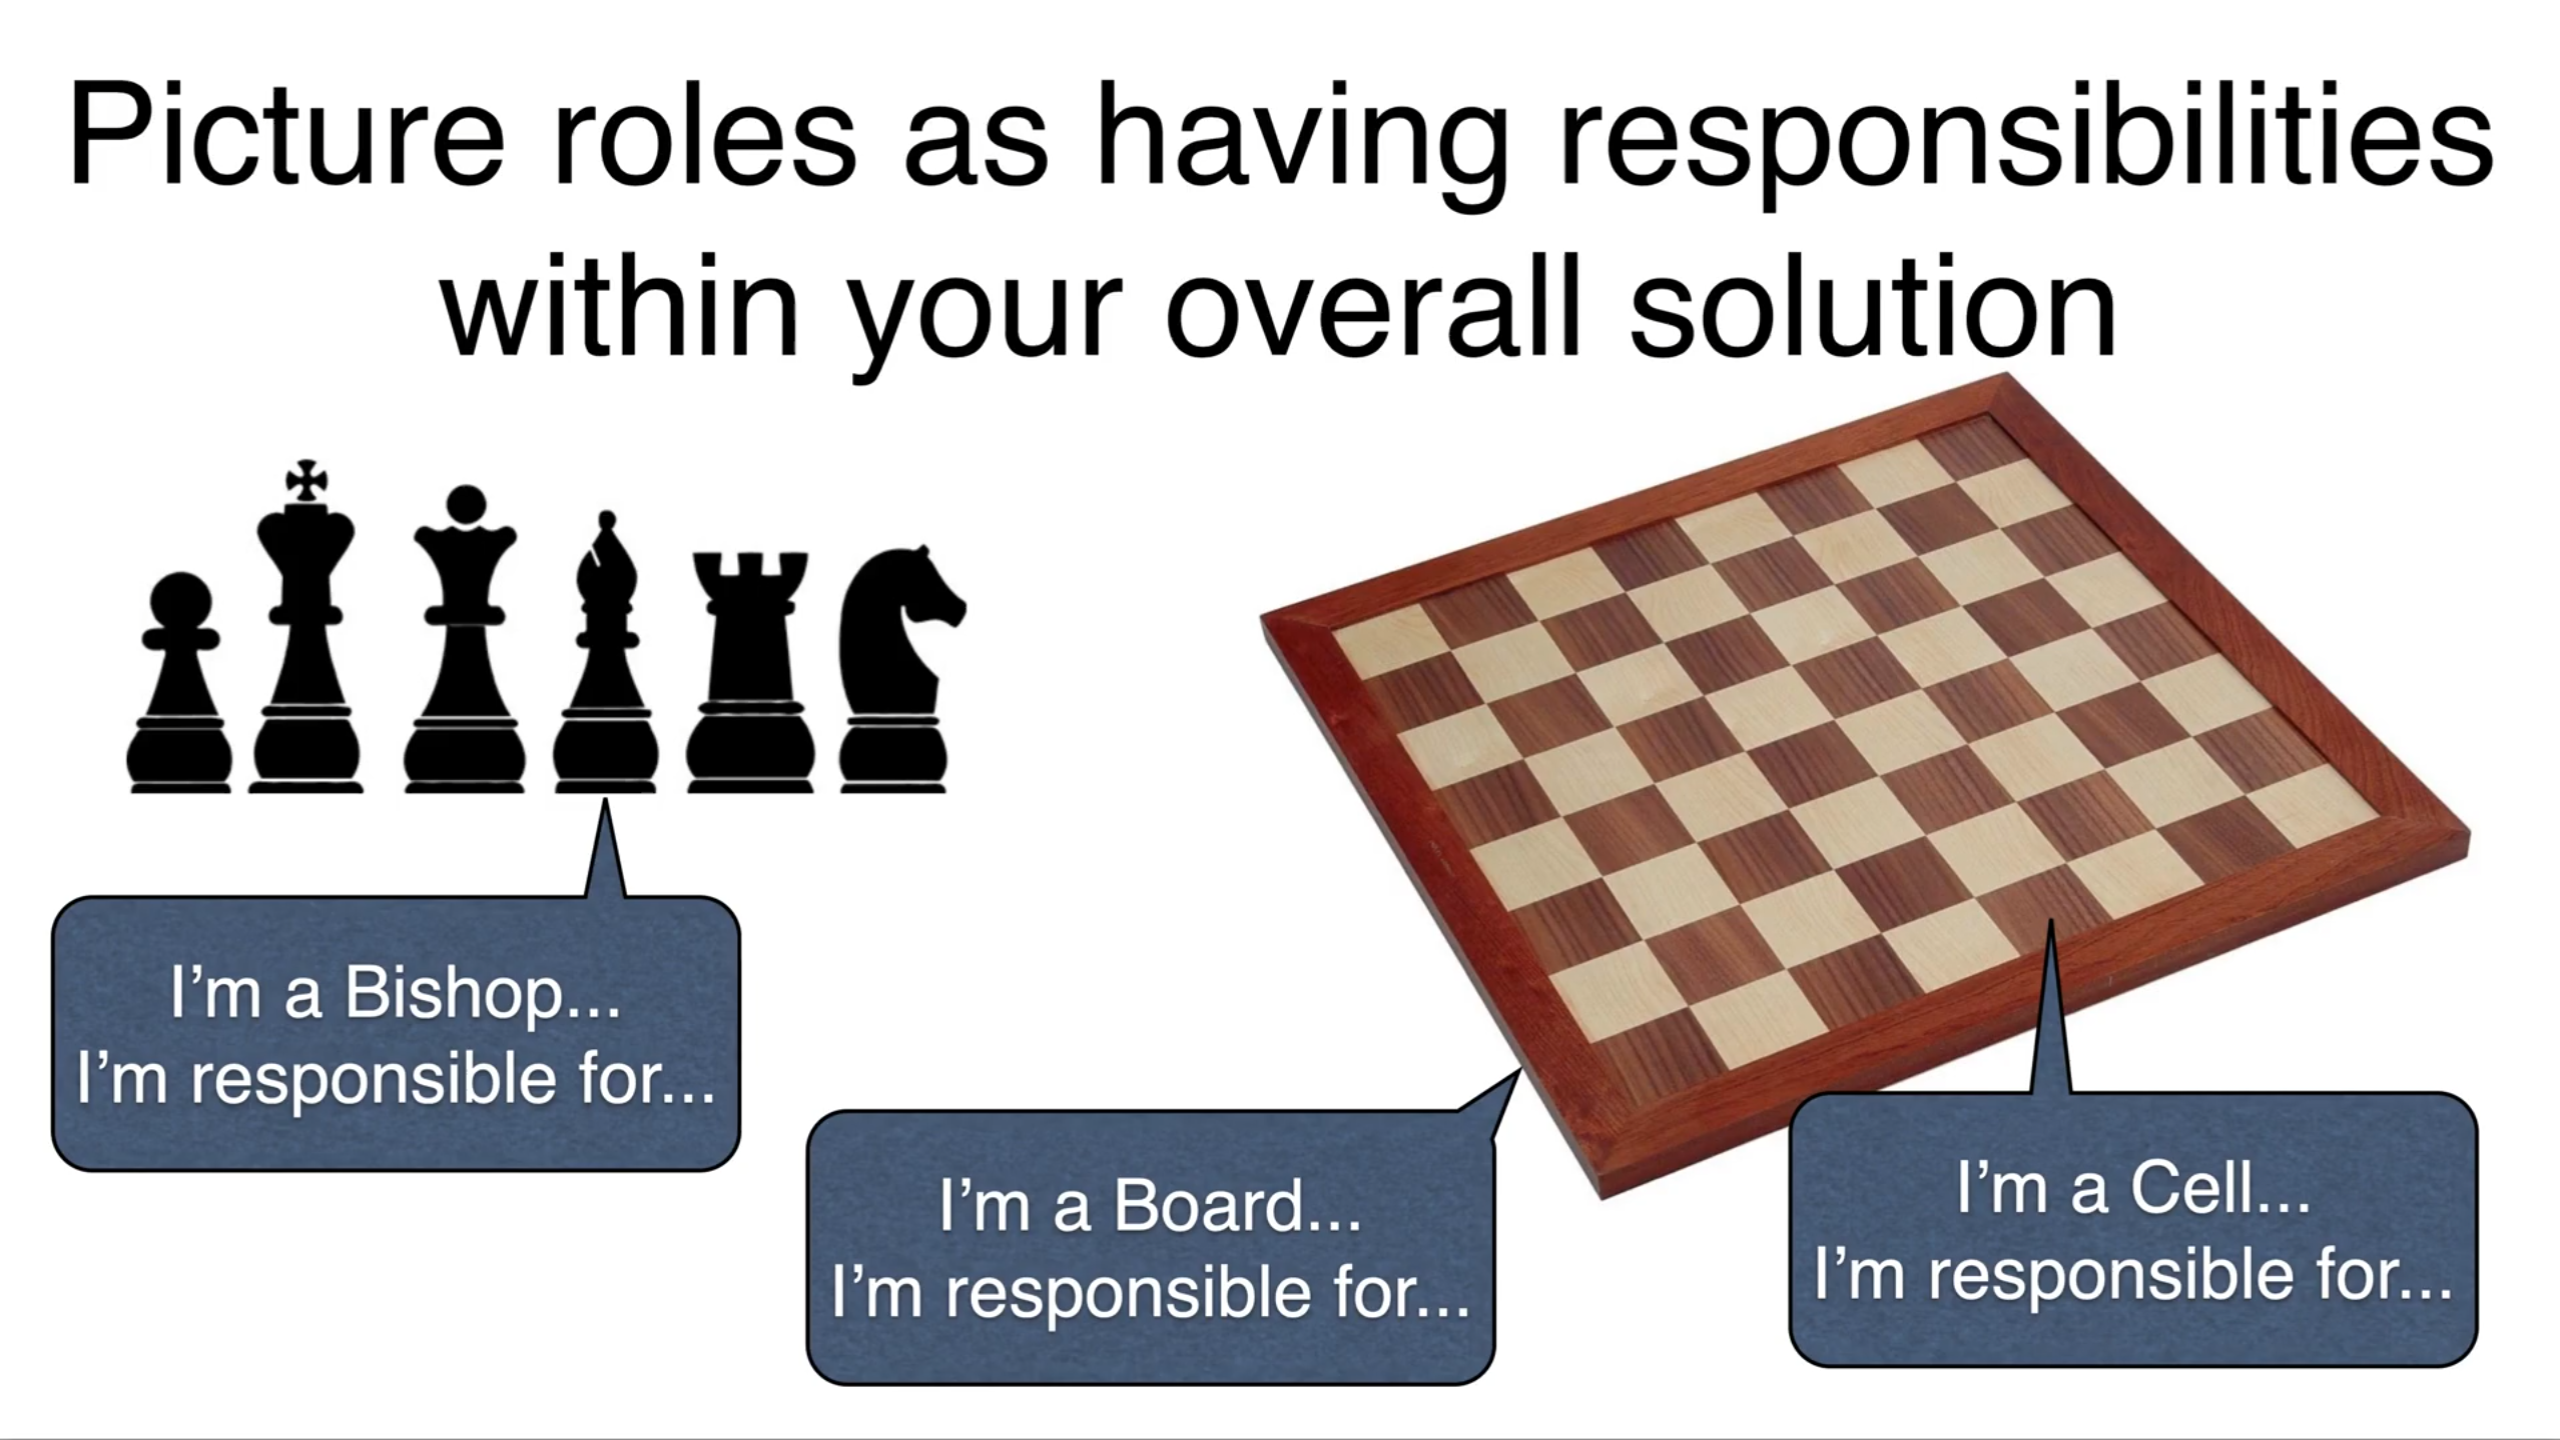 Picture roles as having responsibilities
within your overall solution
I’m a Bishop...
I’m responsible for...
I’m a Board...
I’m responsible for...
I’m a Cell...
I’m responsible for...